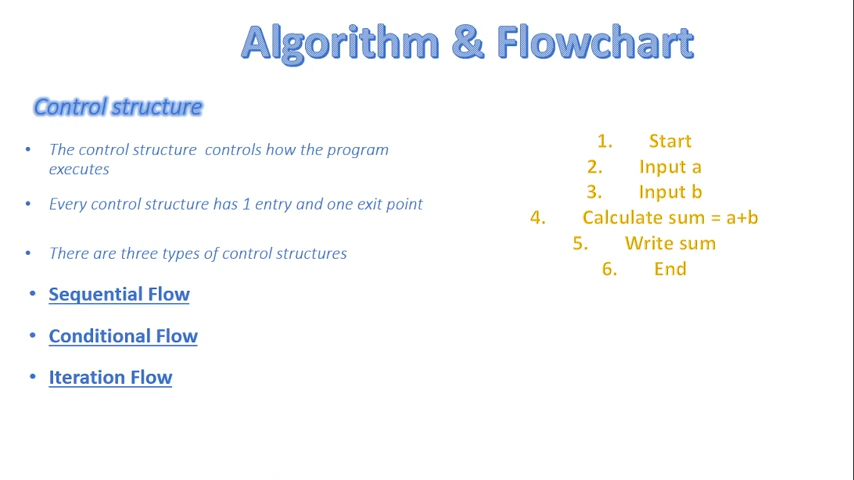 Algorithm & Flowchart
Control structure
• The control structure controls how the program
executes
• Every control structure has 1 entry and one exit point
• There are three types of control structures
• Sequential Flow
• Conditional Flow
• Iteration Flow
1. Start
2. Input a
3. Input b
4. Calculate sum = a+b
5. Write sum
6. End